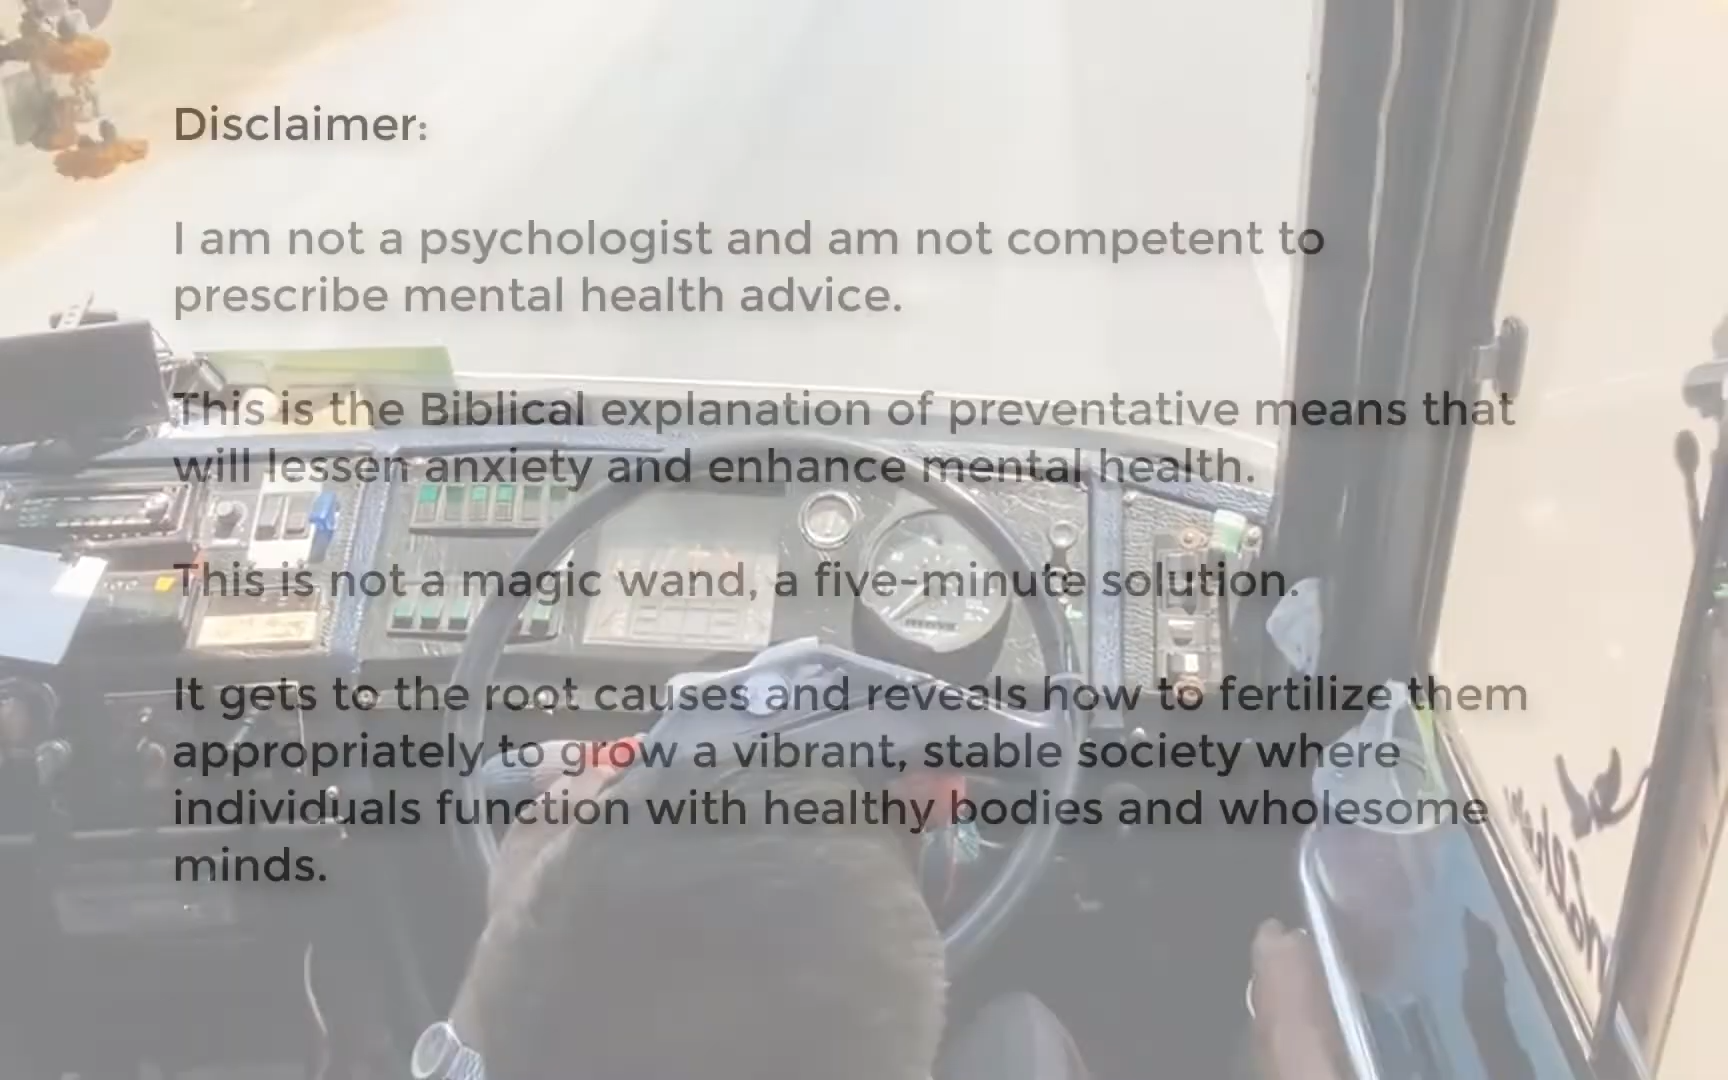 Disclaimer:
I am not a psychologist and am not competent to
prescribe mental health advice.
This is the Biblical explanation of preventative means that
will lessen anxiety and enhance mental health.
This is not a magic wand, a five-minute solution.
It gets to the root causes and reveals how to fertilize them
appropriately to grow a vibrant, stable society where
individuals function with healthy bodies and wholesome
minds.